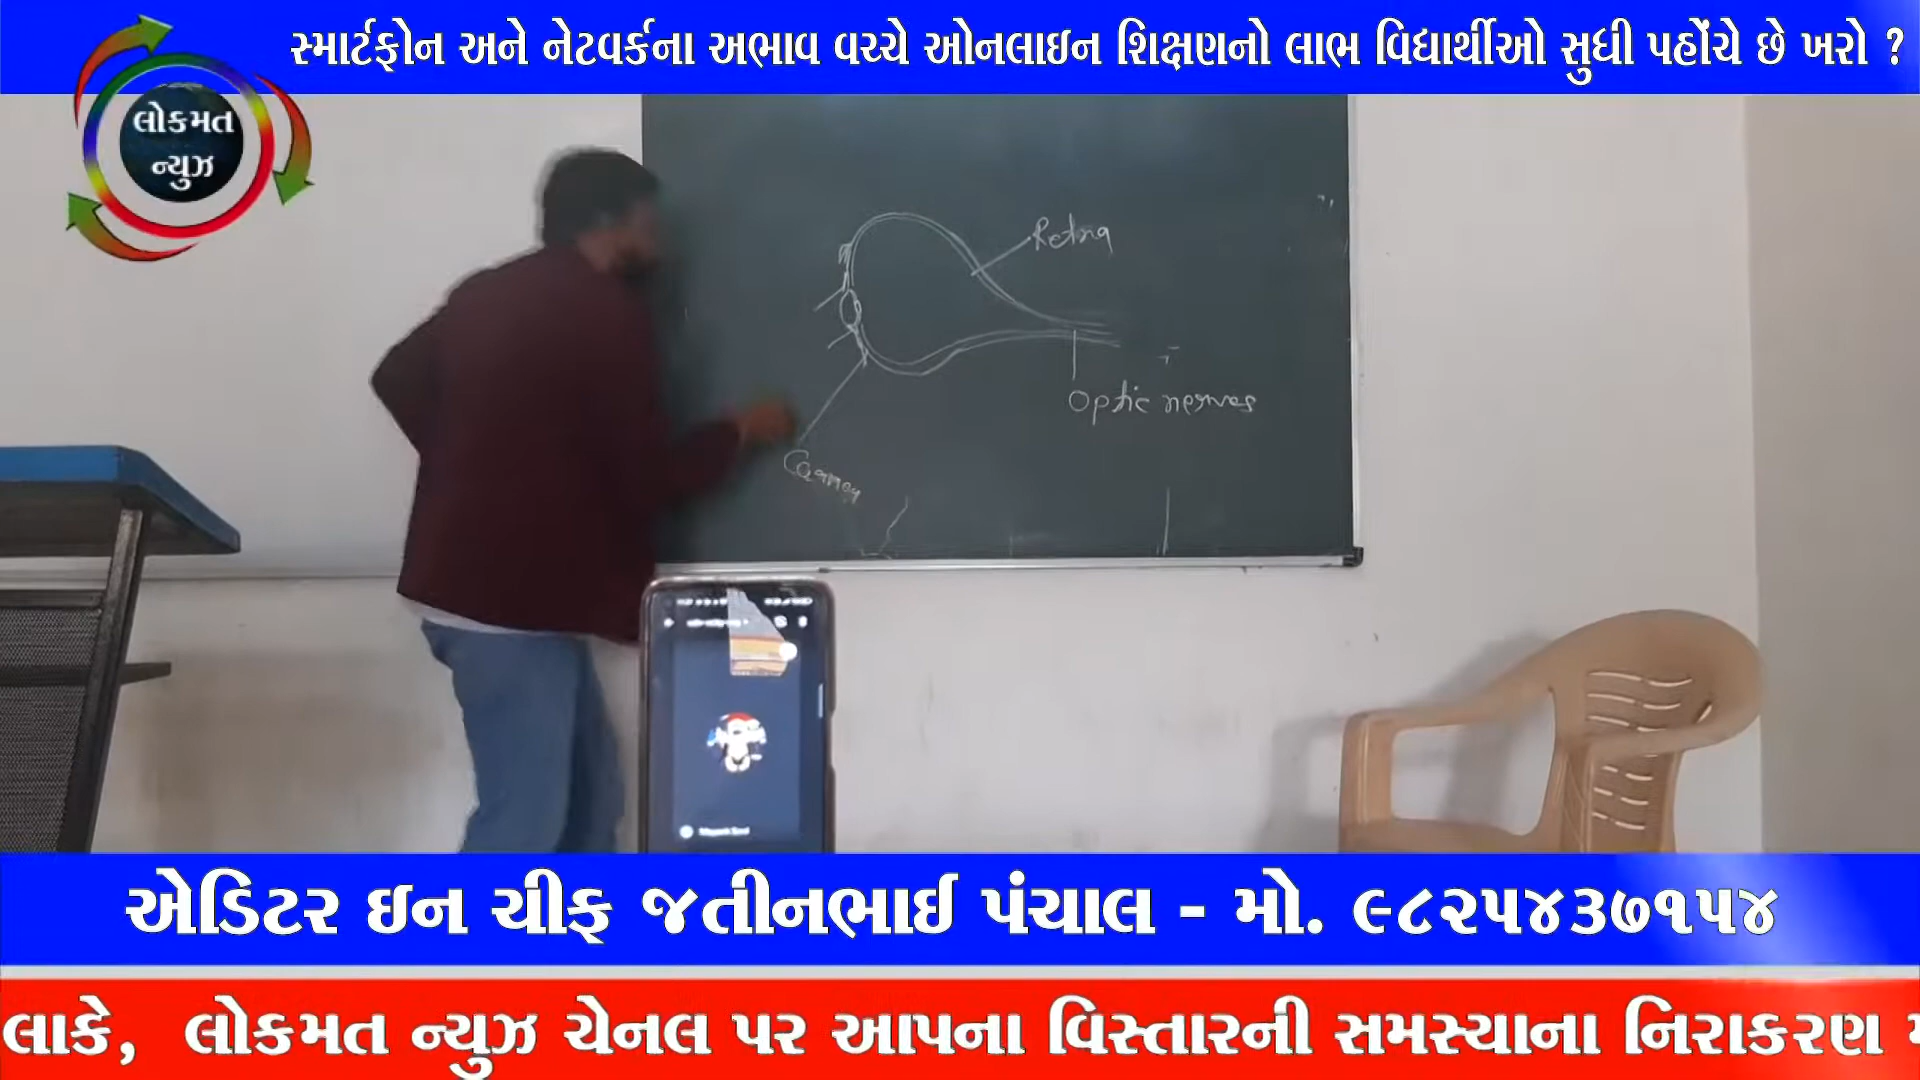 સ્માર્ટફોન અને નેટવર્કના અભાવ વચ્ચે ઓનલાઇન શિક્ષણનો લાભ વિદ્યાર્થીઓ સુધી પહોંચે છે ખરો ?
લોકમત
ન્યુઝ
Retina
Optic nerves
એડિટર ઇન ચીફ જતીનભાઈ પંચાલ - મો. ૯૮૨૫૪૩૭૧૫૪
લાકે, લોકમત ન્યુઝ ચેનલ પર આપના વિસ્તારની સમસ્યાના નિરાકરણ